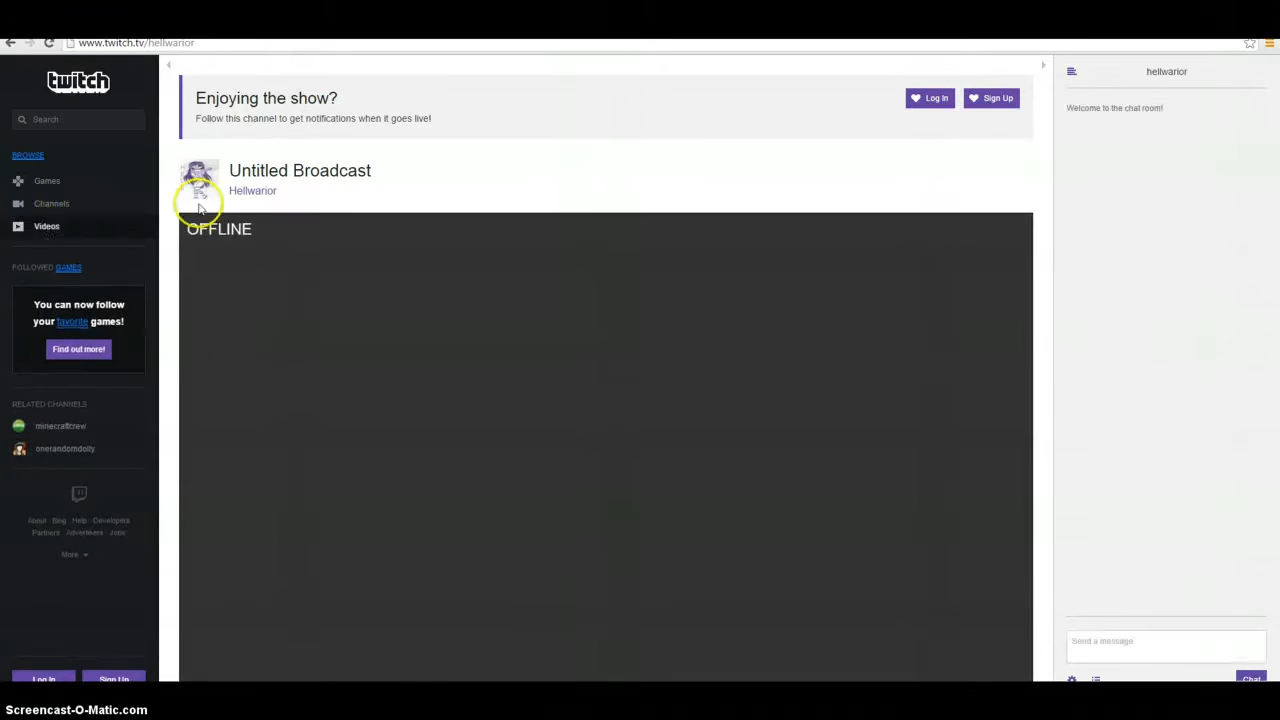 www.twitch.tv/hellwarior
twitch
Search
BROWSE
Games
Channels
Videos
FOLLOWED GAMES
You can now follow
your favorite games!
Find out more!
RELATED CHANNELS
minecraftcrew
onerandomdolly
About Blog Help Developers
Partners Advertisers Jobs
More
Log In Sign Up
Enjoying the show?
Follow this channel to get notifications when it goes live!
Log In
Sign Up
Untitled Broadcast
Hellwarior
OFFLINE
hellwarior
Welcome to the chat room!
Send a message
Chat
Screencast-O-Matic.com